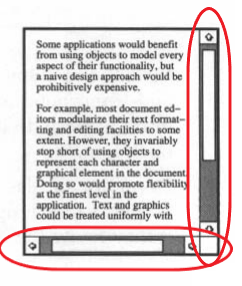 Some applications would benefit
from using objects to model every
aspect of their functionality, but
a naive design approach would be
prohibitively expensive.
For example, most document ed-
itors modularize their text format-
ting and editing facilities to some
extent. However, they invariably
stop short of using objects to
represent each character and
graphical element in the document.
Doing so would promote flexibility
at the finest level in the
application. Text and graphics
could be treated uniformly with